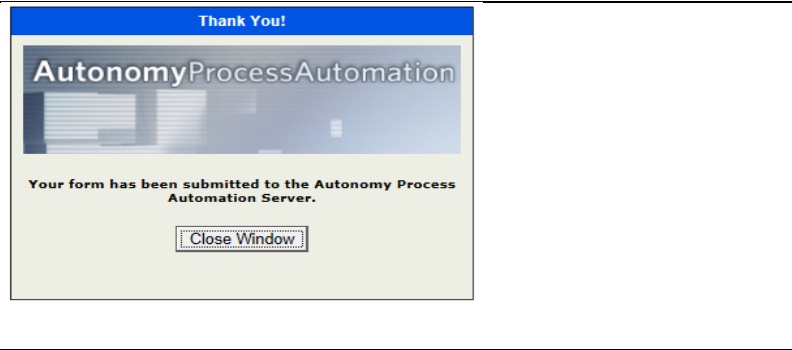 Thank You!
AutonomyProcessAutomation
Your form has been submitted to the Autonomy Process
Automation Server.
Close Window